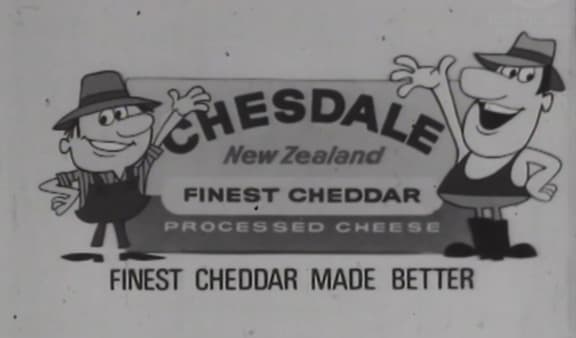 CHESDALE
New Zealand
FINEST CHEDDAR
PROCESSED CHEESE
FINEST CHEDDAR MADE BETTER